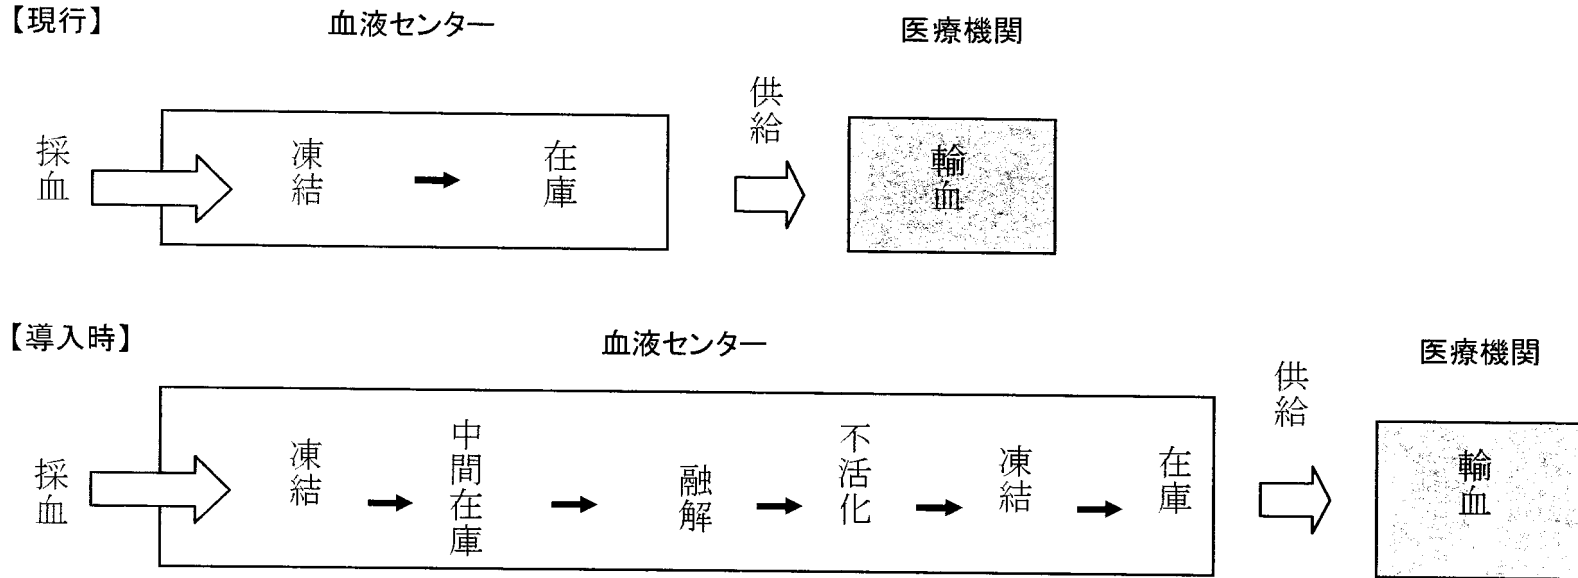 【現行】
血液センター
医療機関
採血
凍結
在庫
供給
輸血
【導入時】
血液センター
医療機関
採血
凍結
中間在庫
融解
不活化
凍結
在庫
供給
輸血